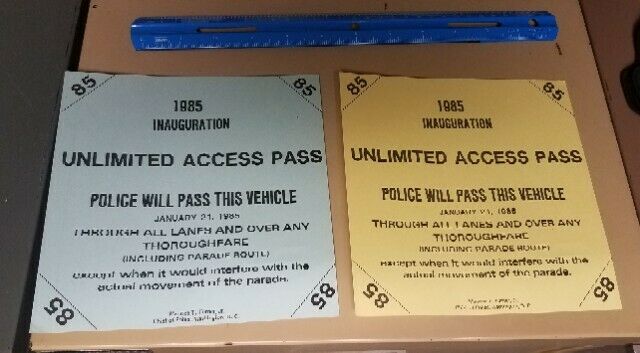 85 85
1985
INAUGURATION
UNLIMITED ACCESS PASS
POLICE WILL PASS THIS VEHICLE
JANUARY 21, 1985
THROUGH ALL LANES AND OVER ANY
THOROUGHFARE
(INCLUDING PARADE ROUTE)
except when it would interfere with the
actual movement of the parade.
85 85
85 85
1985
INAUGURATION
UNLIMITED ACCESS PASS
POLICE WILL PASS THIS VEHICLE
JANUARY 21, 1985
THROUGH ALL LANES AND OVER ANY
THOROUGHFARE
(INCLUDING PARADE ROUTE)
except when it would interfere with the
actual movement of the parade.
85 85